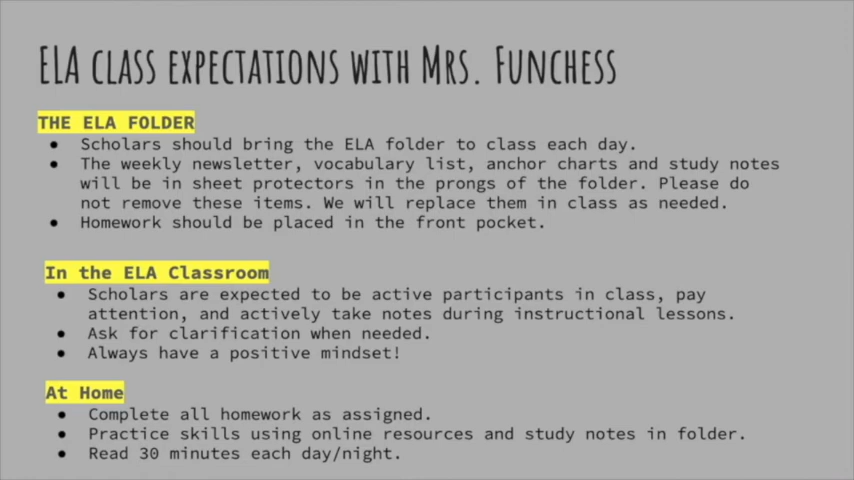 ELA CLASS EXPECTATIONS WITH MRS. FUNCHESS
THE ELA FOLDER
● Scholars should bring the ELA folder to class each day.
● The weekly newsletter, vocabulary list, anchor charts and study notes
will be in sheet protectors in the prongs of the folder. Please do
not remove these items. We will replace them in class as needed.
● Homework should be placed in the front pocket.
In the ELA Classroom
● Scholars are expected to be active participants in class, pay
attention, and actively take notes during instructional lessons.
● Ask for clarification when needed.
● Always have a positive mindset!
At Home
● Complete all homework as assigned.
● Practice skills using online resources and study notes in folder.
● Read 30 minutes each day/night.